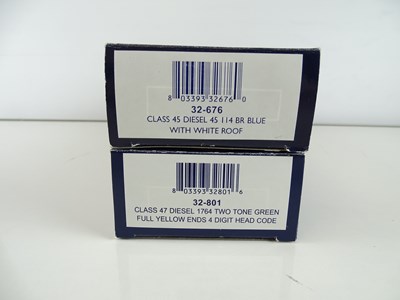 8 03393 32676 0
32-676
CLASS 45 DIESEL 45 114 BR BLUE
WITH WHITE ROOF
8 03393 32801 6
32-801
CLASS 47 DIESEL 1764 TWO TONE GREEN
FULL YELLOW ENDS 4 DIGIT HEAD CODE